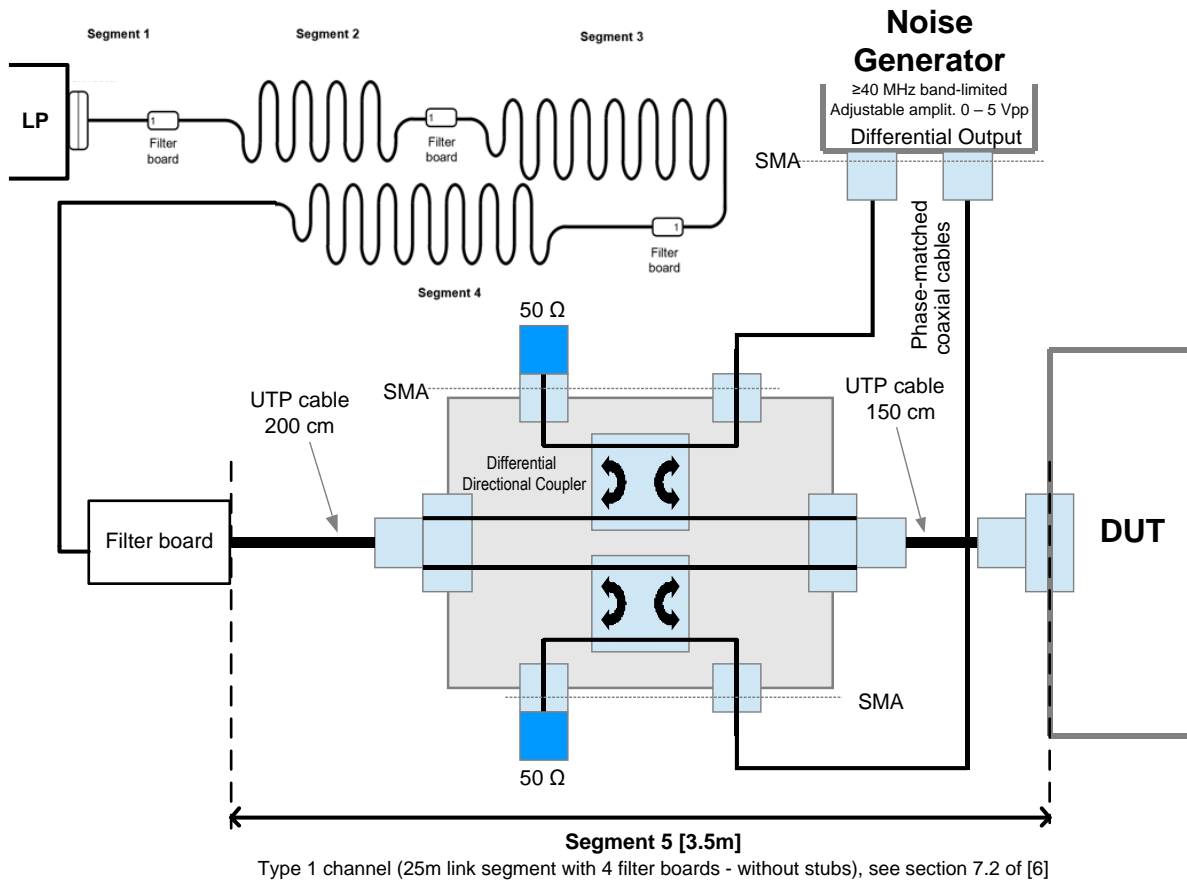 Segment 1
Segment 2
Segment 3
Noise
Generator
≥40 MHz band-limited
Adjustable amplit. 0 – 5 Vpp
Differential Output
LP
1
Filter
board
1
Filter
board
SMA
1
Filter
board
Segment 4
Phase-matched
coaxial cables
50 Ω
SMA
UTP cable
200 cm
UTP cable
150 cm
Differential
Directional Coupler
Filter board
DUT
SMA
50 Ω
Segment 5 [3.5m]
Type 1 channel (25m link segment with 4 filter boards - without stubs), see section 7.2 of [6]